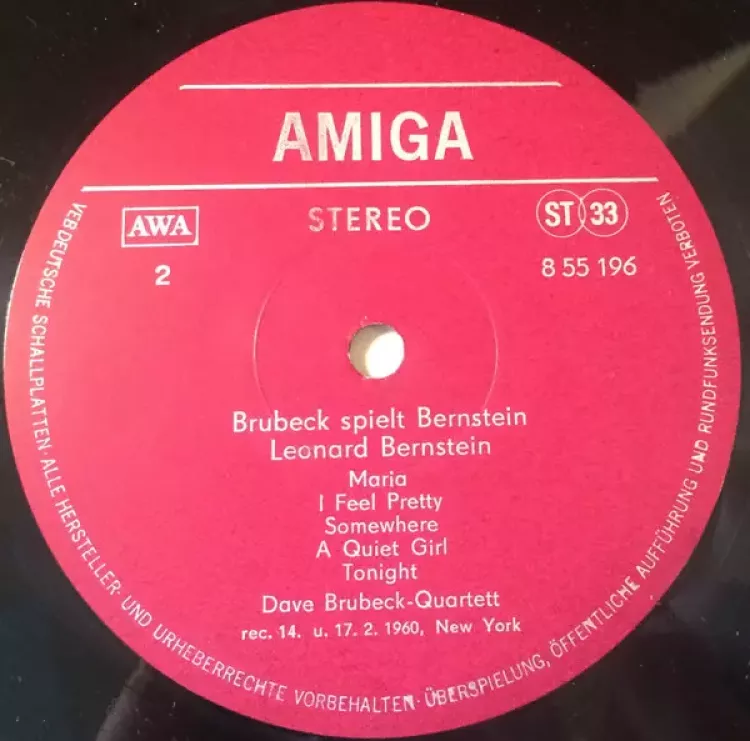 AMIGA
STEREO
AWA
ST 33
2
8 55 196
Brubeck spielt Bernstein
Leonard Bernstein
Maria
I Feel Pretty
Somewhere
A Quiet Girl
Tonight
Dave Brubeck-Quartett
rec. 14. u. 17. 2. 1960, New York
VEB DEUTSCHE SCHALLPLATTEN · ALLE HERSTELLER- UND URHEBERRECHTE VORBEHALTEN · ÜBERSPIELUNG, ÖFFENTLICHE AUFFÜHRUNG UND RUNDFUNKSENDUNG VERBOTEN